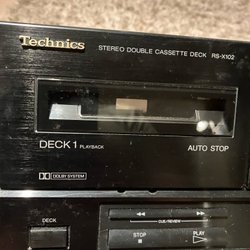 Technics STEREO DOUBLE CASSETTE DECK RS-X102
DECK 1 PLAYBACK AUTO STOP
DOLBY SYSTEM
DECK CUE/REVIEW
STOP PLAY